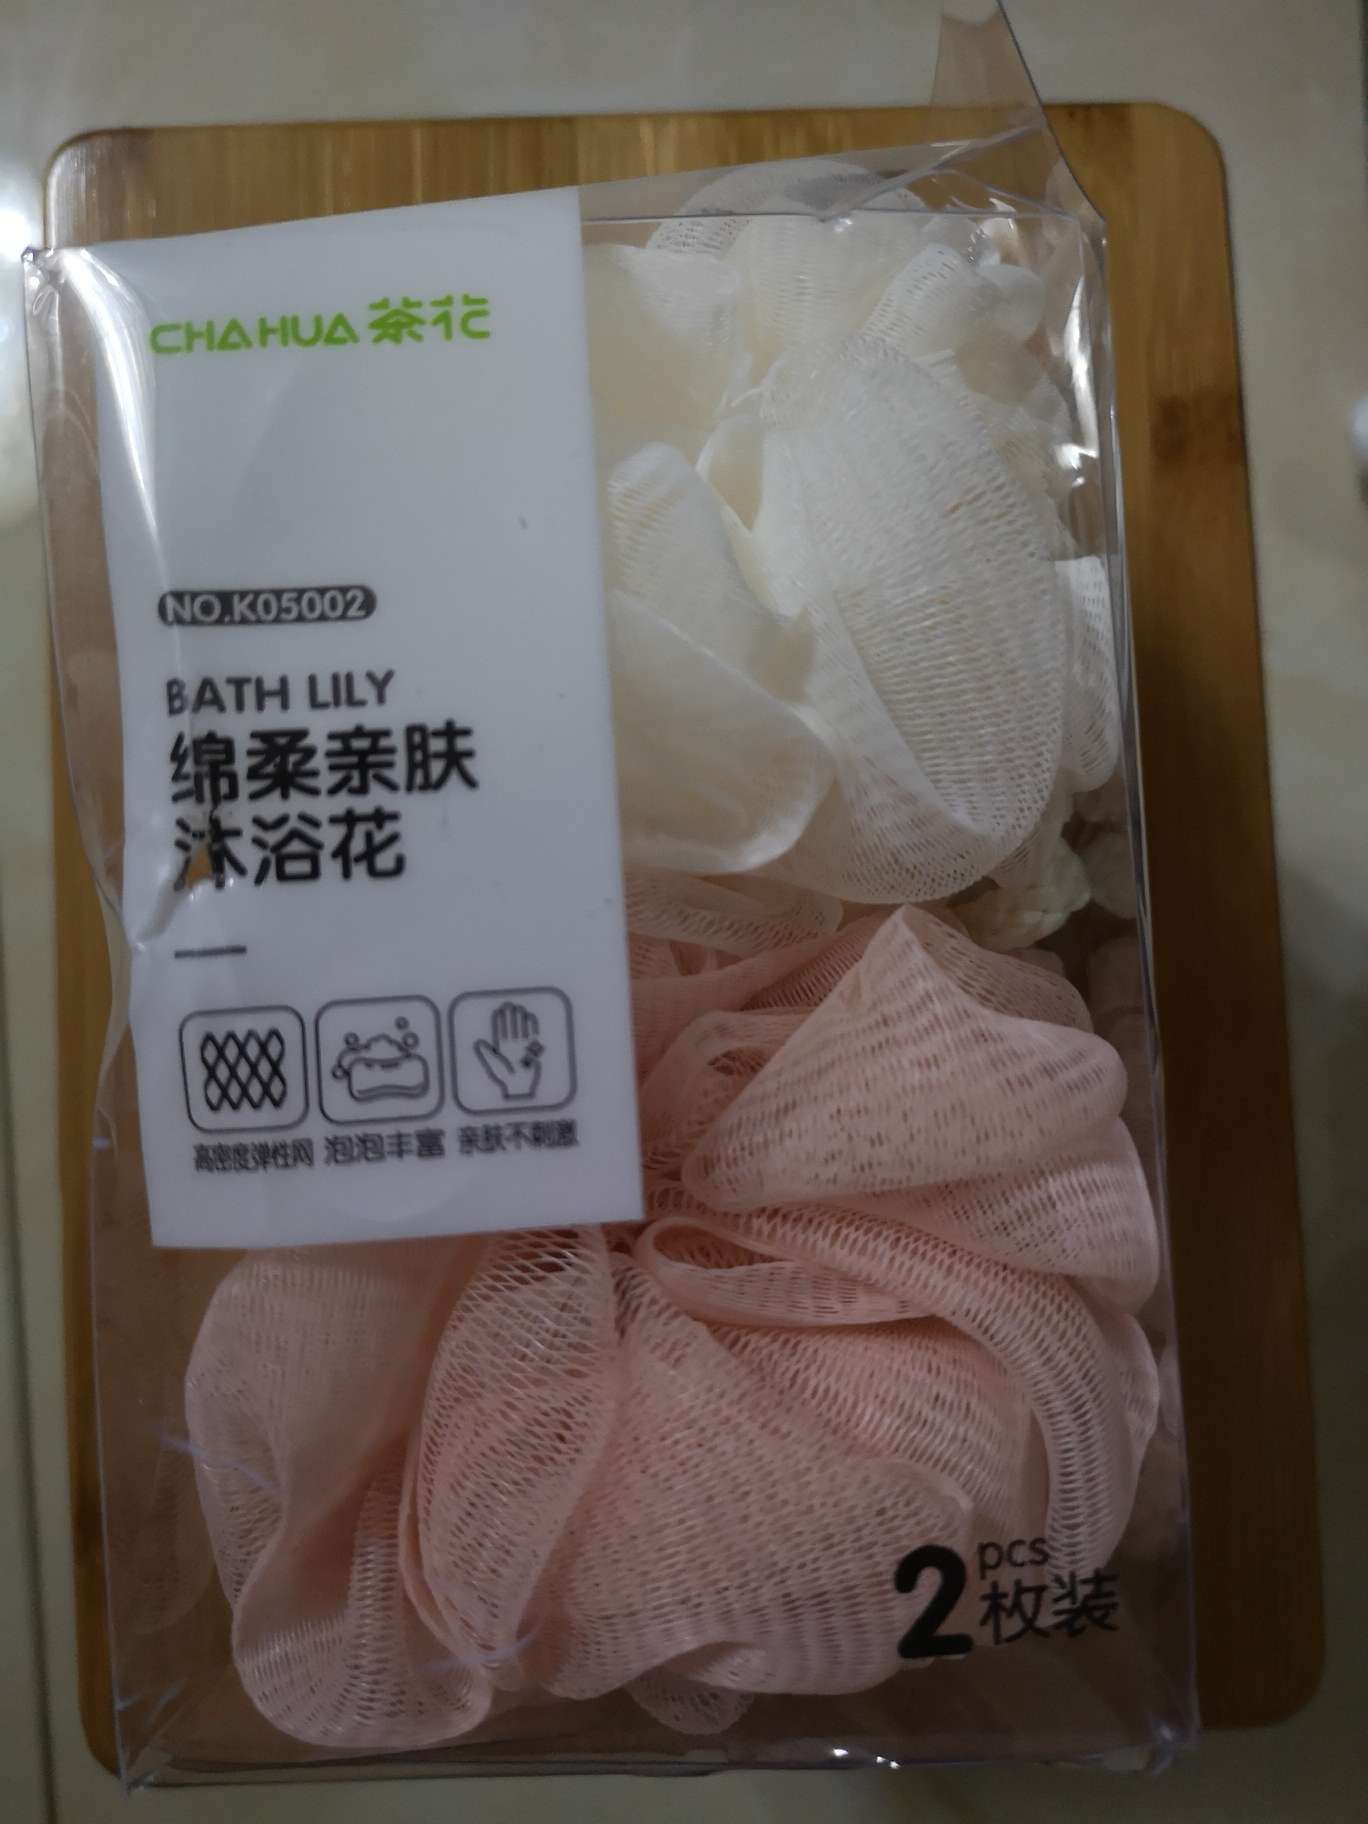 CHAHUA 茶花
NO.K05002
BATH LILY
绵柔亲肤
沐浴花
高密度弹性网 泡泡丰富 亲肤不刺激
2 pcs
枚装